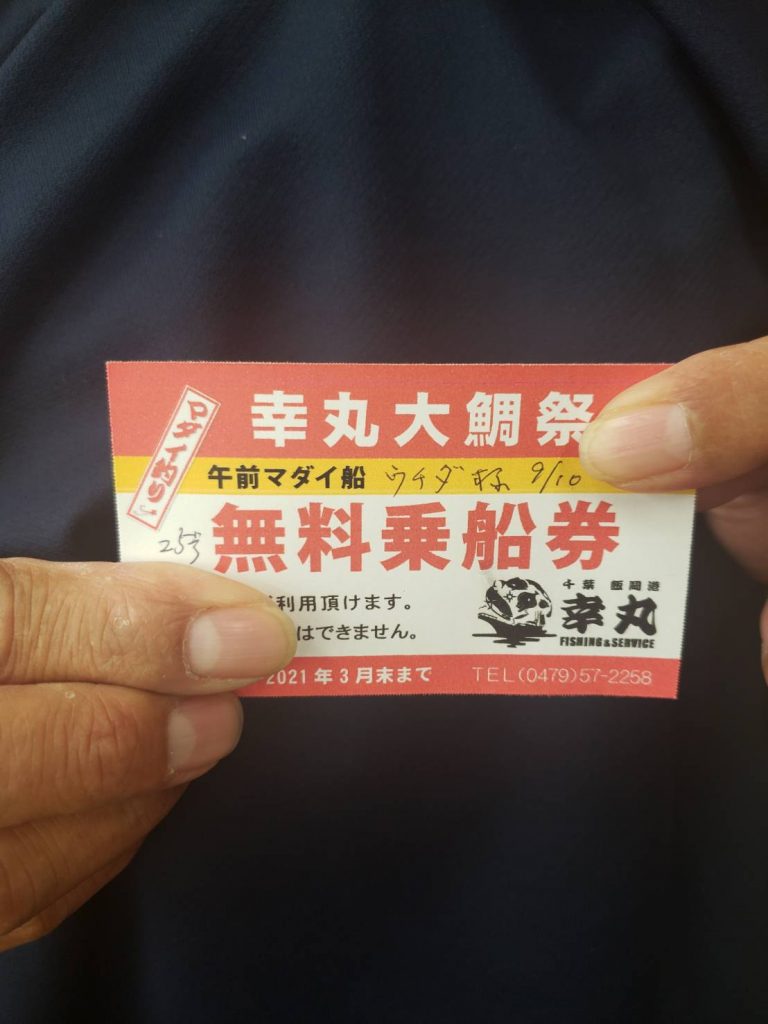 マダイ釣り
幸丸大鯛祭
午前マダイ船 ウチダ様 9/10
無料乗船券
利用頂けます。
はできません。
千葉 飯岡港
幸丸
FISHING&SERVICE
2021年3月末まで TEL(0479)57-2258